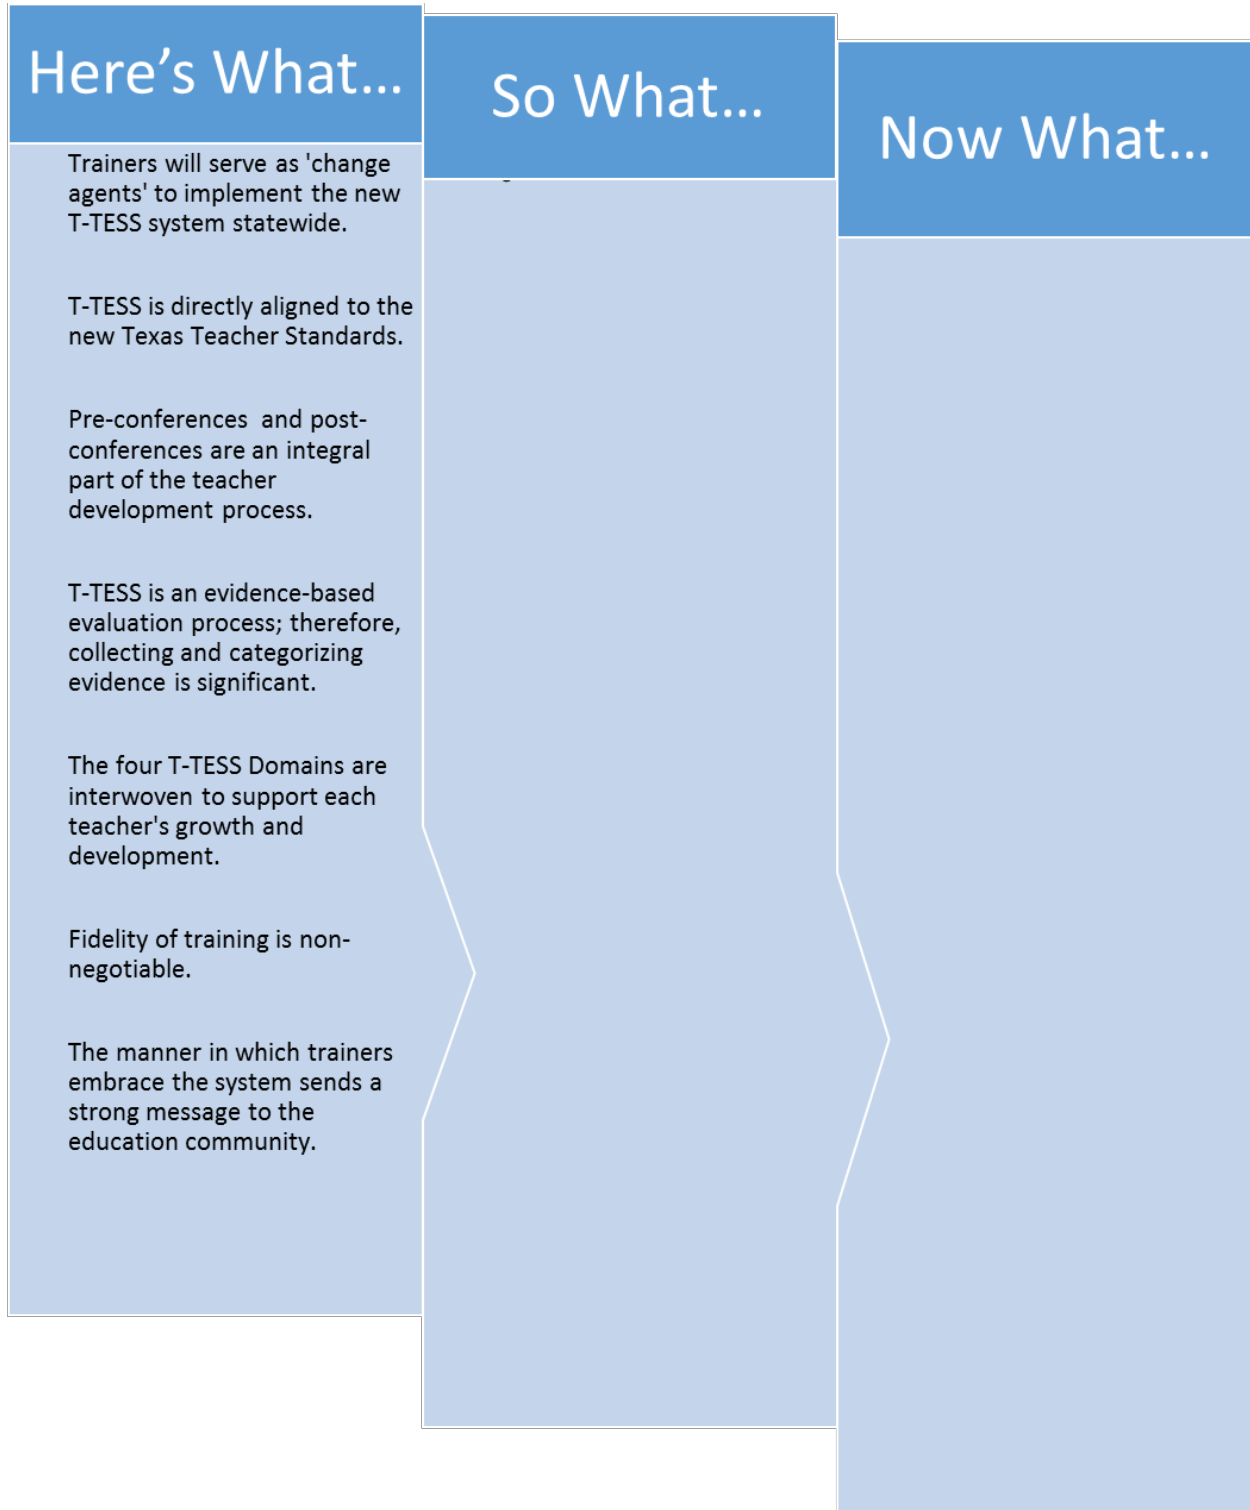 Here’s What…
Trainers will serve as 'change
agents' to implement the new
T-TESS system statewide.
T-TESS is directly aligned to the
new Texas Teacher Standards.
Pre-conferences and post-
conferences are an integral
part of the teacher
development process.
T-TESS is an evidence-based
evaluation process; therefore,
collecting and categorizing
evidence is significant.
The four T-TESS Domains are
interwoven to support each
teacher's growth and
development.
Fidelity of training is non-
negotiable.
The manner in which trainers
embrace the system sends a
strong message to the
education community.
So What…
Now What…